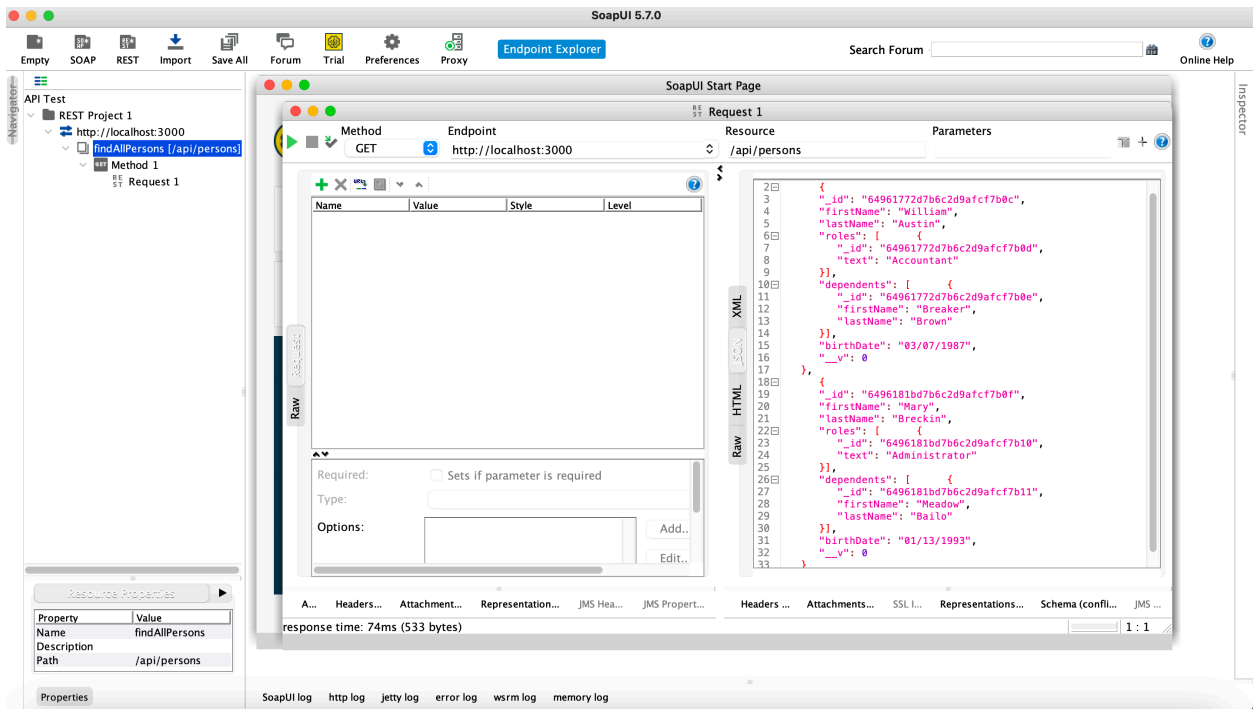 SoapUI 5.7.0
Empty SOAP REST Import Save All Forum Trial Preferences Proxy Endpoint Explorer Search Forum Online Help
Navigator
API Test
REST Project 1
http://localhost:3000
findAllPersons [/api/persons]
GET Method 1
REST Request 1
SoapUI Start Page
REST Request 1
Method Endpoint Resource Parameters
GET http://localhost:3000 /api/persons
Name Value Style Level
Request
Raw
Required: Sets if parameter is required
Type:
Options: Add..
Edit..
A... Headers... Attachment... Representation... JMS Hea... JMS Propert...
XML
JSON
HTML
Raw
2 {
3 "_id": "64961772d7b6c2d9afcf7b0c",
4 "firstName": "William",
5 "lastName": "Austin",
6 "roles": [ {
7 "_id": "64961772d7b6c2d9afcf7b0d",
8 "text": "Accountant"
9 }],
10 "dependents": [ {
11 "_id": "64961772d7b6c2d9afcf7b0e",
12 "firstName": "Breaker",
13 "lastName": "Brown"
14 }],
15 "birthDate": "03/07/1987",
16 "__v": 0
17 },
18 {
19 "_id": "6496181bd7b6c2d9afcf7b0f",
20 "firstName": "Mary",
21 "lastName": "Breckin",
22 "roles": [ {
23 "_id": "6496181bd7b6c2d9afcf7b10",
24 "text": "Administrator"
25 }],
26 "dependents": [ {
27 "_id": "6496181bd7b6c2d9afcf7b11",
28 "firstName": "Meadow",
29 "lastName": "Bailo"
30 }],
31 "birthDate": "01/13/1993",
32 "__v": 0
33 }
Headers ... Attachments... SSL I... Representations... Schema (confli... JMS ...
response time: 74ms (533 bytes) 1 : 1
Inspector
Resource Properties
Property Value
Name findAllPersons
Description
Path /api/persons
Properties
SoapUI log http log jetty log error log wsrm log memory log